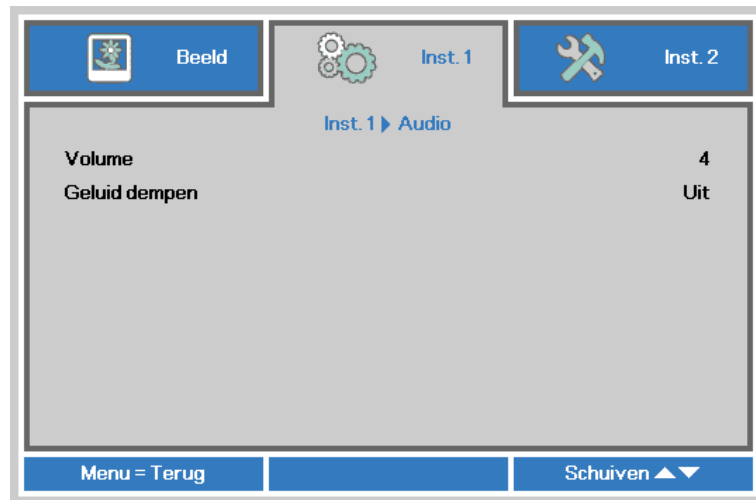 Beeld
Inst. 1
Inst. 2
Inst. 1 ▶ Audio
Volume 4
Geluid dempen Uit
Menu = Terug
Schuiven ▲▼